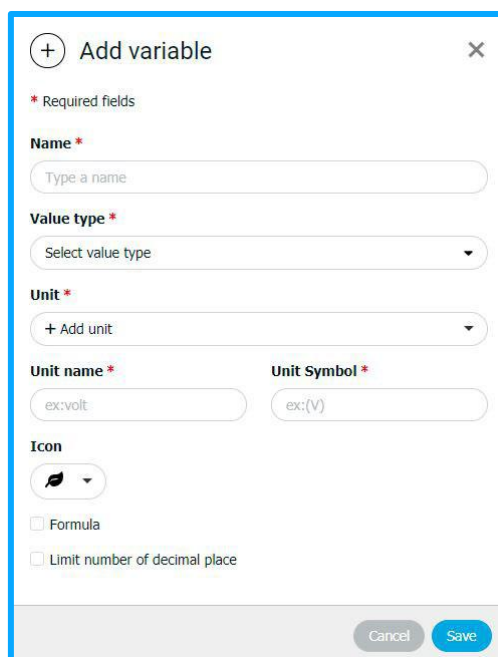 Add variable
* Required fields
Name *
Type a name
Value type *
Select value type
Unit *
+ Add unit
Unit name * Unit Symbol *
ex:volt ex:(V)
Icon
Formula
Limit number of decimal place
Cancel Save